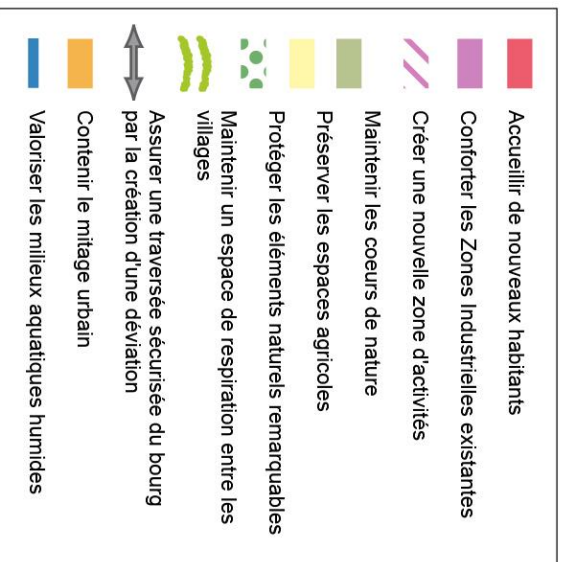 Accueillir de nouveaux habitants
Conforter les Zones Industrielles existantes
Créer une nouvelle zone d'activités
Maintenir les coeurs de nature
Préserver les espaces agricoles
Protéger les éléments naturels remarquables
Maintenir un espace de respiration entre les
villages
Assurer une traversée sécurisée du bourg
par la création d'une déviation
Contenir le mitage urbain
Valoriser les milieux aquatiques humides